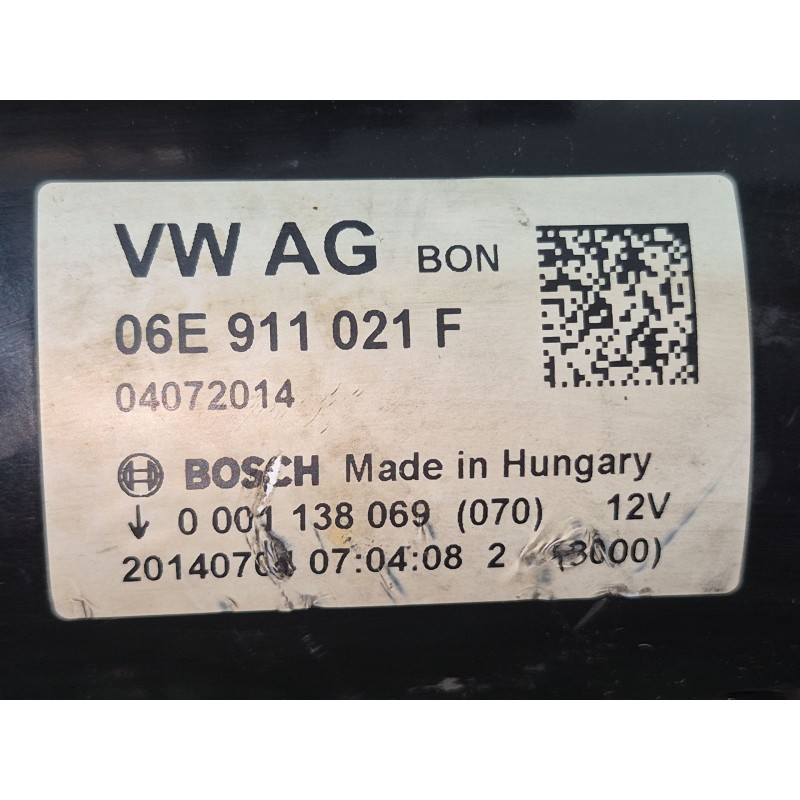 VW AG BON
06E 911 021 F
04072014
BOSCH Made in Hungary
↓ 0 001 138 069 (070) 12V
07:04:08 2 (3000)